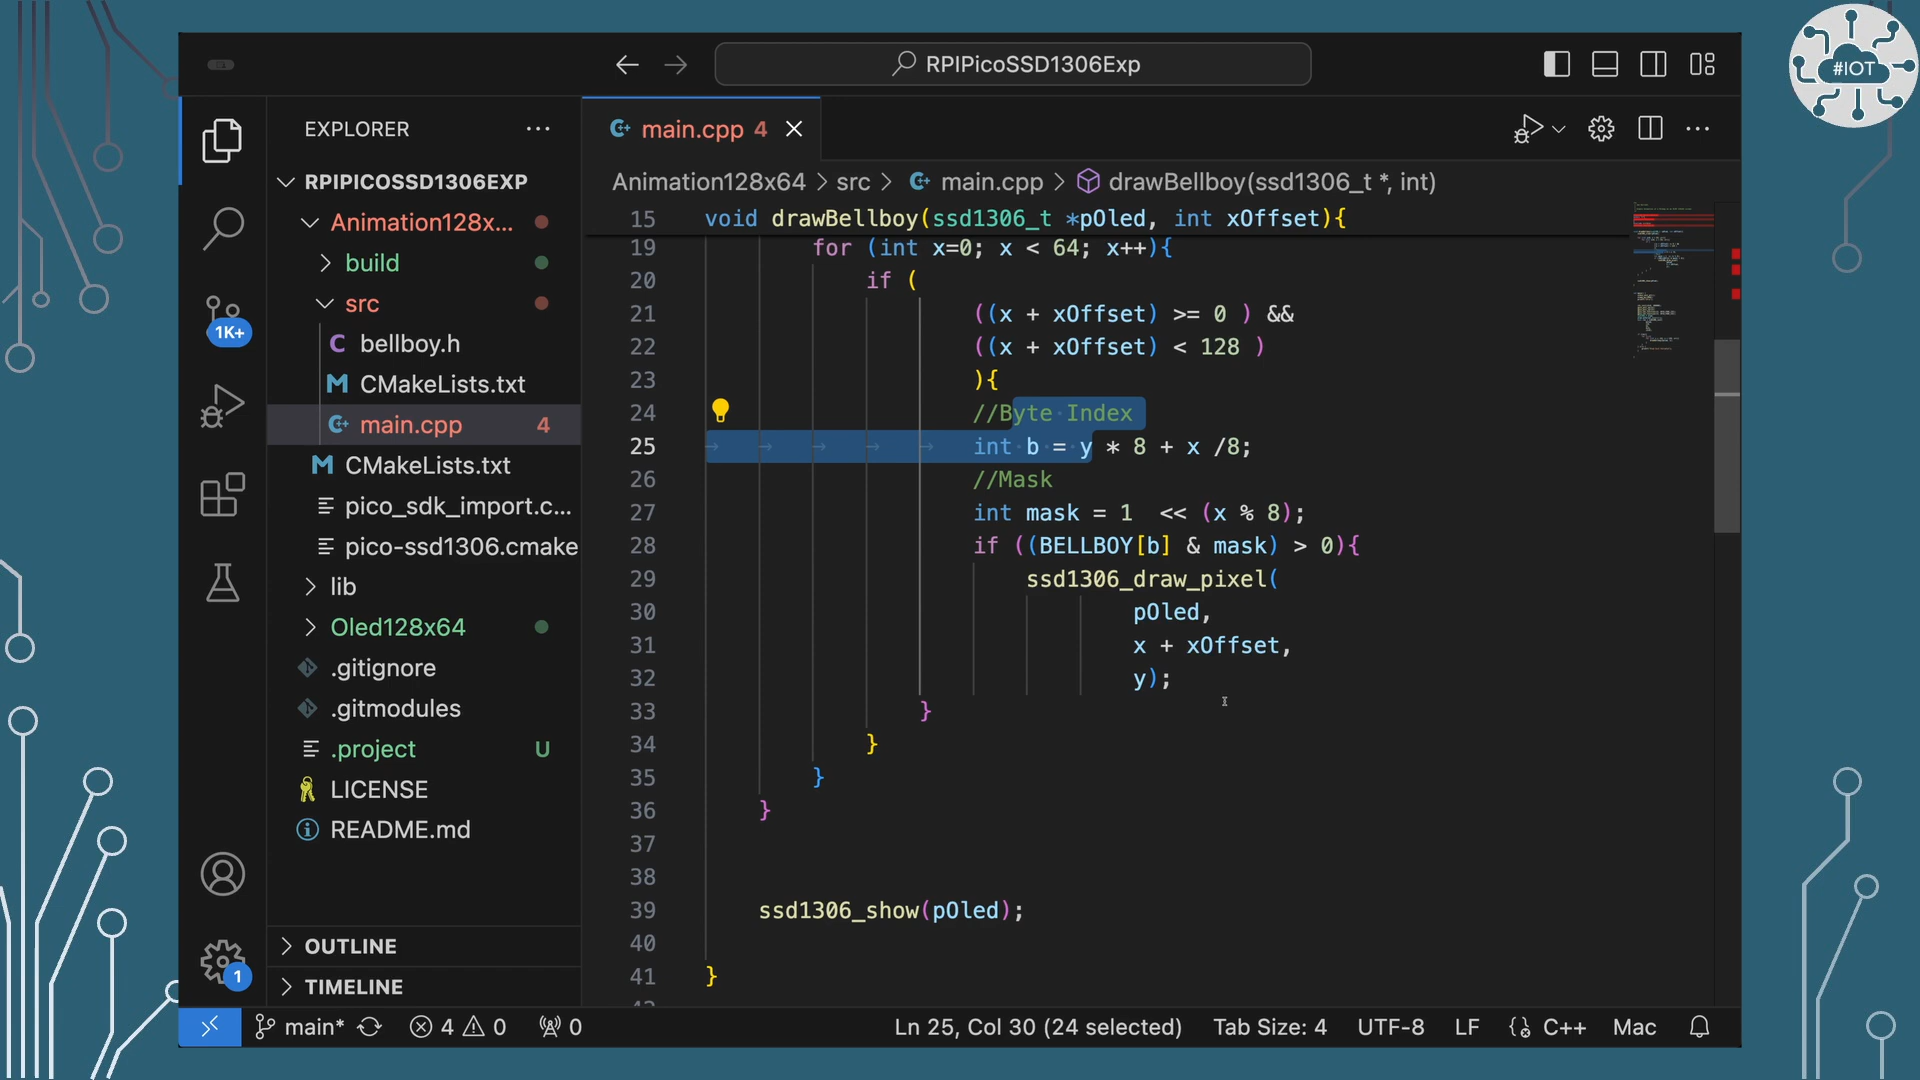 #IOT
RPIPicoSSD1306Exp
EXPLORER
main.cpp 4
RPIPICOSSD1306EXP
Animation128x...
build
src
bellboy.h
CMakeLists.txt
main.cpp 4
CMakeLists.txt
pico_sdk_import.c...
pico-ssd1306.cmake
lib
Oled128x64
.gitignore
.gitmodules
.project U
LICENSE
README.md
OUTLINE
TIMELINE
1K+
1
Animation128x64 > src > main.cpp > drawBellboy(ssd1306_t *, int)
15 void drawBellboy(ssd1306_t *pOled, int xOffset){
19 for (int x=0; x < 64; x++){
20 if (
21 ((x + xOffset) >= 0 ) &&
22 ((x + xOffset) < 128 )
23 ){
24 //Byte Index
25 int b = y * 8 + x /8;
26 //Mask
27 int mask = 1  << (x % 8);
28 if ((BELLBOY[b] & mask) > 0){
29 ssd1306_draw_pixel(
30 pOled,
31 x + xOffset,
32 y);
33 }
34 }
35 }
36 }
37
38
39 ssd1306_show(pOled);
40
41 }
main* 4 0 0 Ln 25, Col 30 (24 selected) Tab Size: 4 UTF-8 LF C++ Mac